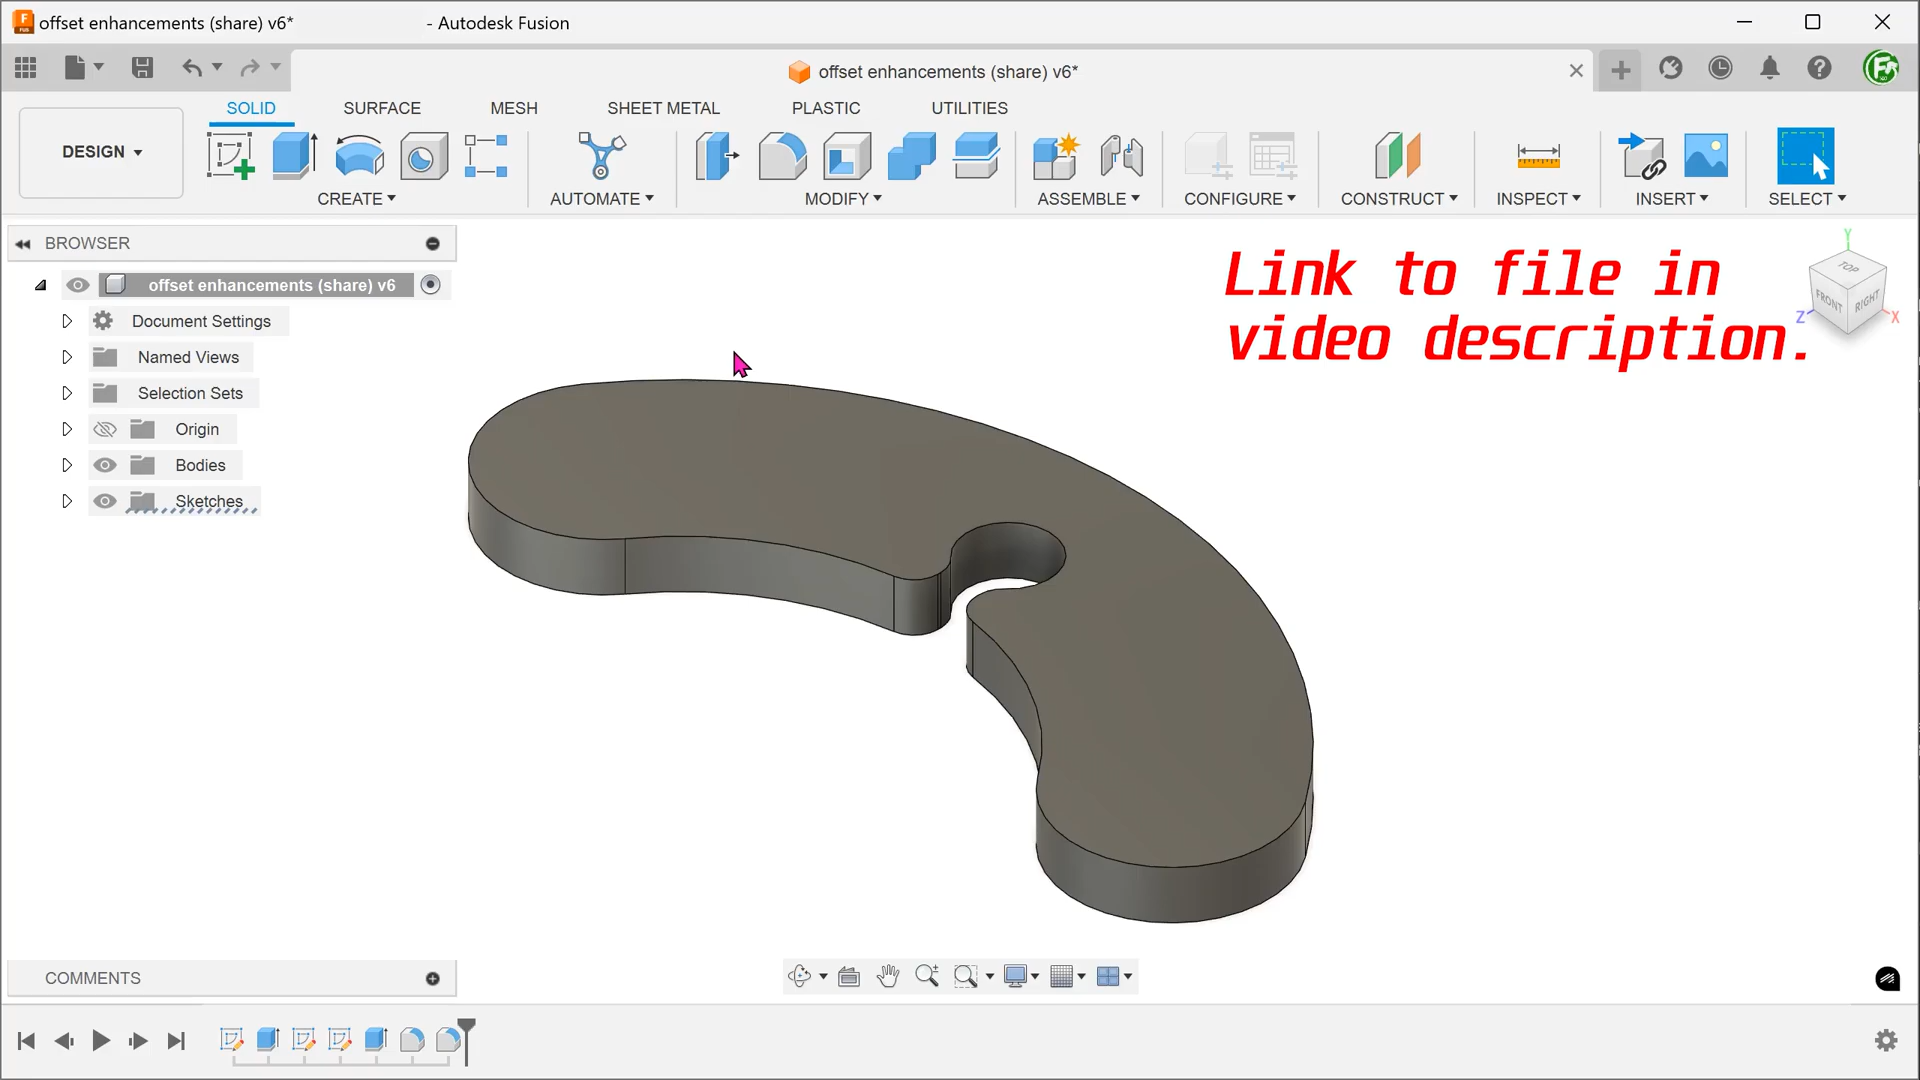 offset enhancements (share) v6* - Autodesk Fusion
offset enhancements (share) v6*
SOLID SURFACE MESH SHEET METAL PLASTIC UTILITIES
DESIGN
CREATE AUTOMATE MODIFY ASSEMBLE CONFIGURE CONSTRUCT INSPECT INSERT SELECT
BROWSER
offset enhancements (share) v6
Document Settings
Named Views
Selection Sets
Origin
Bodies
Sketches
Link to file in
video description.
Y
TOP
FRONT RIGHT
Z X
COMMENTS